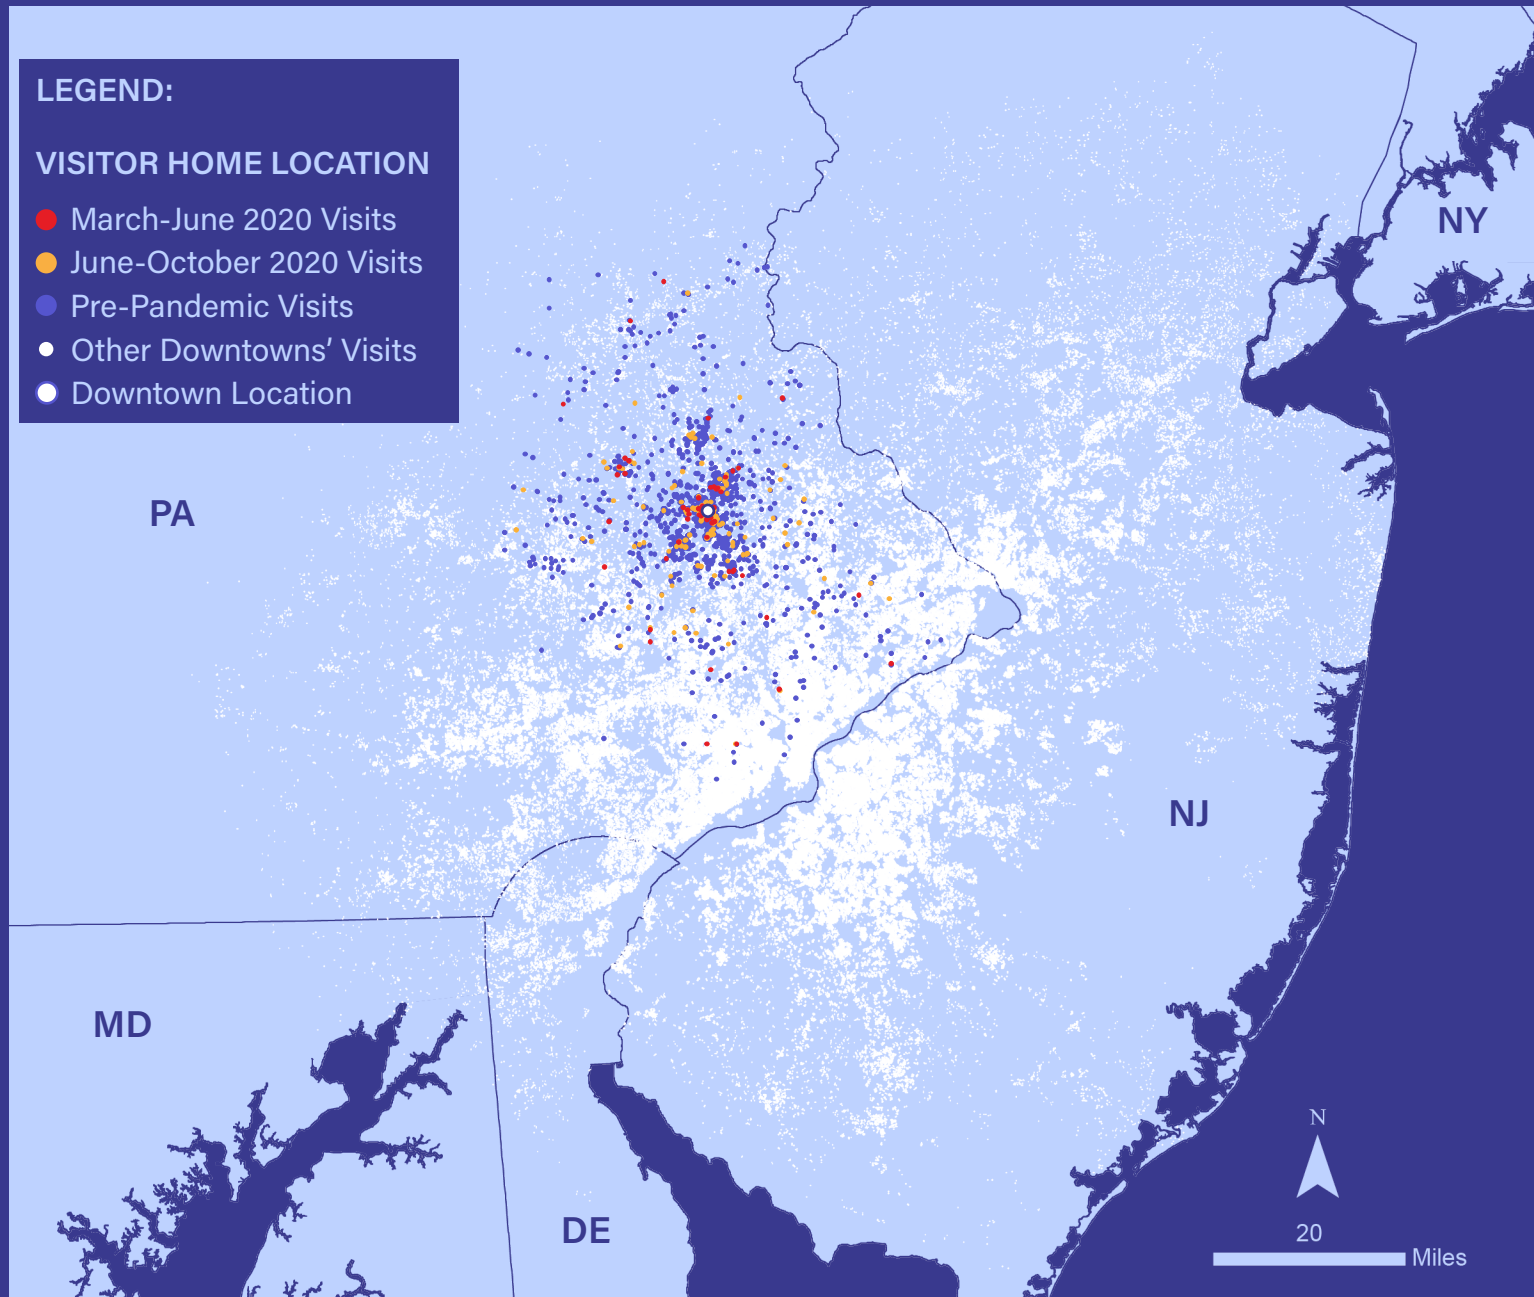 LEGEND:
VISITOR HOME LOCATION
March-June 2020 Visits
June-October 2020 Visits
Pre-Pandemic Visits
Other Downtowns’ Visits
Downtown Location
NY
PA
NJ
MD
DE
N
20
Miles